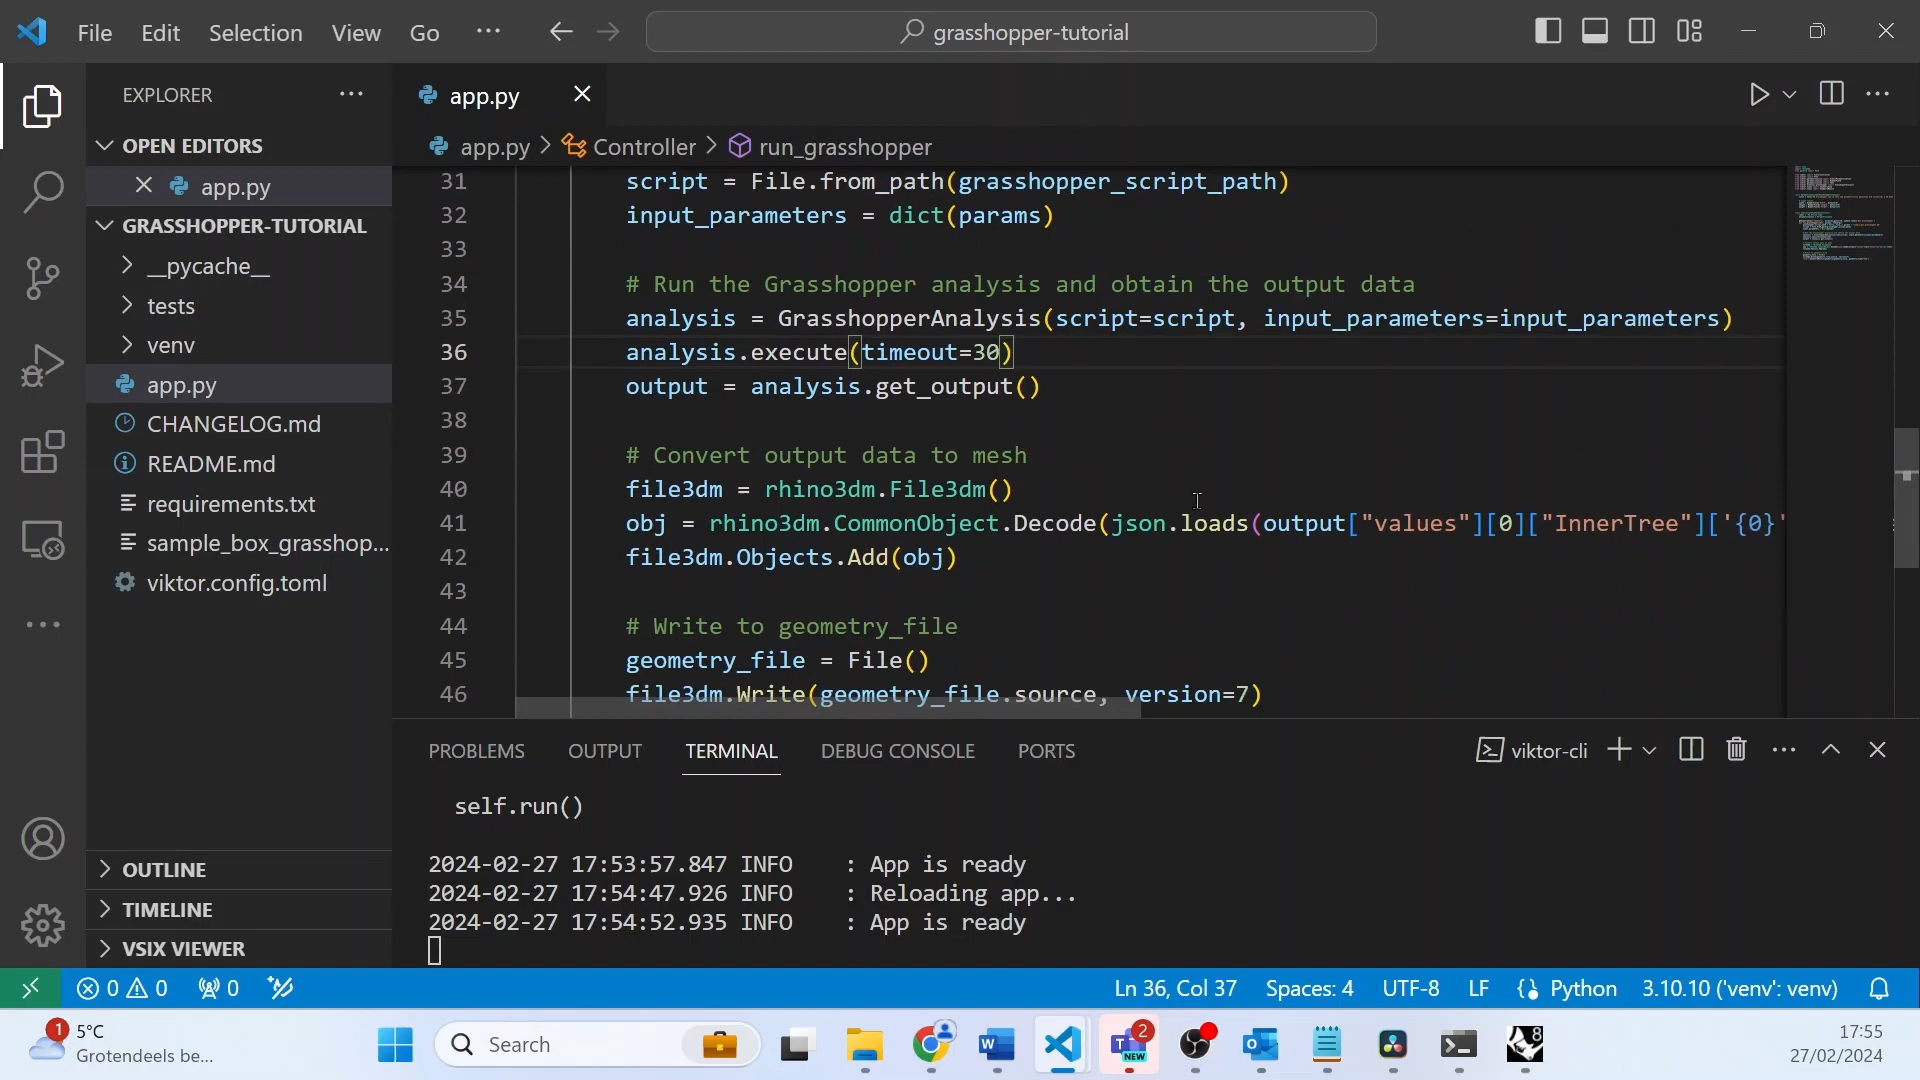 File Edit Selection View Go ··· grasshopper-tutorial
EXPLORER
OPEN EDITORS
app.py
GRASSHOPPER-TUTORIAL
__pycache__
tests
venv
app.py
CHANGELOG.md
README.md
requirements.txt
sample_box_grasshop...
viktor.config.toml
OUTLINE
TIMELINE
VSIX VIEWER
app.py
app.py > Controller > run_grasshopper
31 script = File.from_path(grasshopper_script_path)
32 input_parameters = dict(params)
33
34 # Run the Grasshopper analysis and obtain the output data
35 analysis = GrasshopperAnalysis(script=script, input_parameters=input_parameters)
36 analysis.execute(timeout=30)
37 output = analysis.get_output()
38
39 # Convert output data to mesh
40 file3dm = rhino3dm.File3dm()
41 obj = rhino3dm.CommonObject.Decode(json.loads(output["values"][0]["InnerTree"]['{0}'
42 file3dm.Objects.Add(obj)
43
44 # Write to geometry_file
45 geometry_file = File()
46 file3dm.Write(geometry_file.source, version=7)
PROBLEMS OUTPUT TERMINAL DEBUG CONSOLE PORTS viktor-cli
self.run()
2024-02-27 17:53:57.847 INFO : App is ready
2024-02-27 17:54:47.926 INFO : Reloading app...
2024-02-27 17:54:52.935 INFO : App is ready
0 0 0 Ln 36, Col 37 Spaces: 4 UTF-8 LF Python 3.10.10 ('venv': venv)
1 5°C
Grotendeels be...
Search
W
T
2
NEW
O
8
17:55
27/02/2024